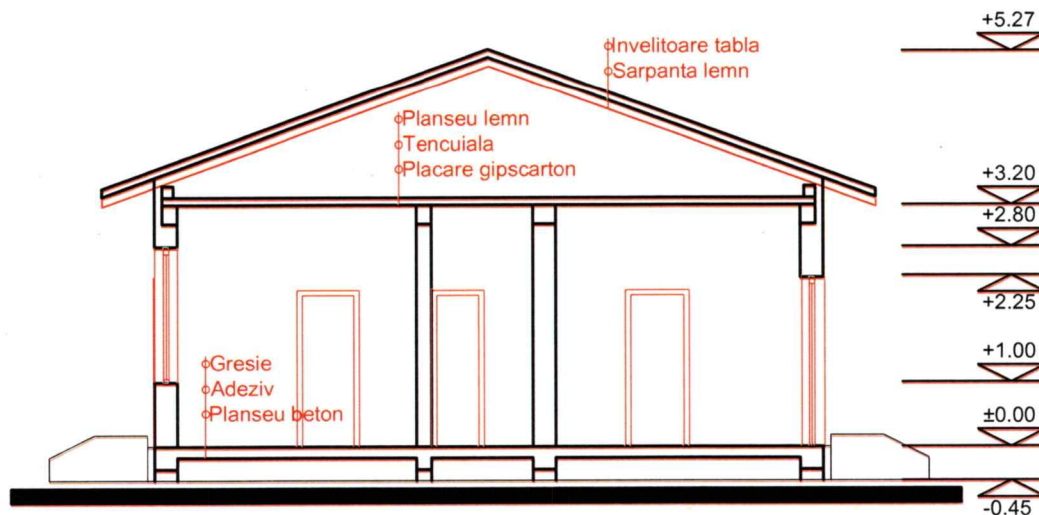 +5.27
Invelitoare tabla
Sarpanta lemn
Planseu lemn
Tencuiala
Placare gipscarton
+3.20
+2.80
+2.25
Gresie
Adeziv
Planseu beton
+1.00
±0.00
-0.45